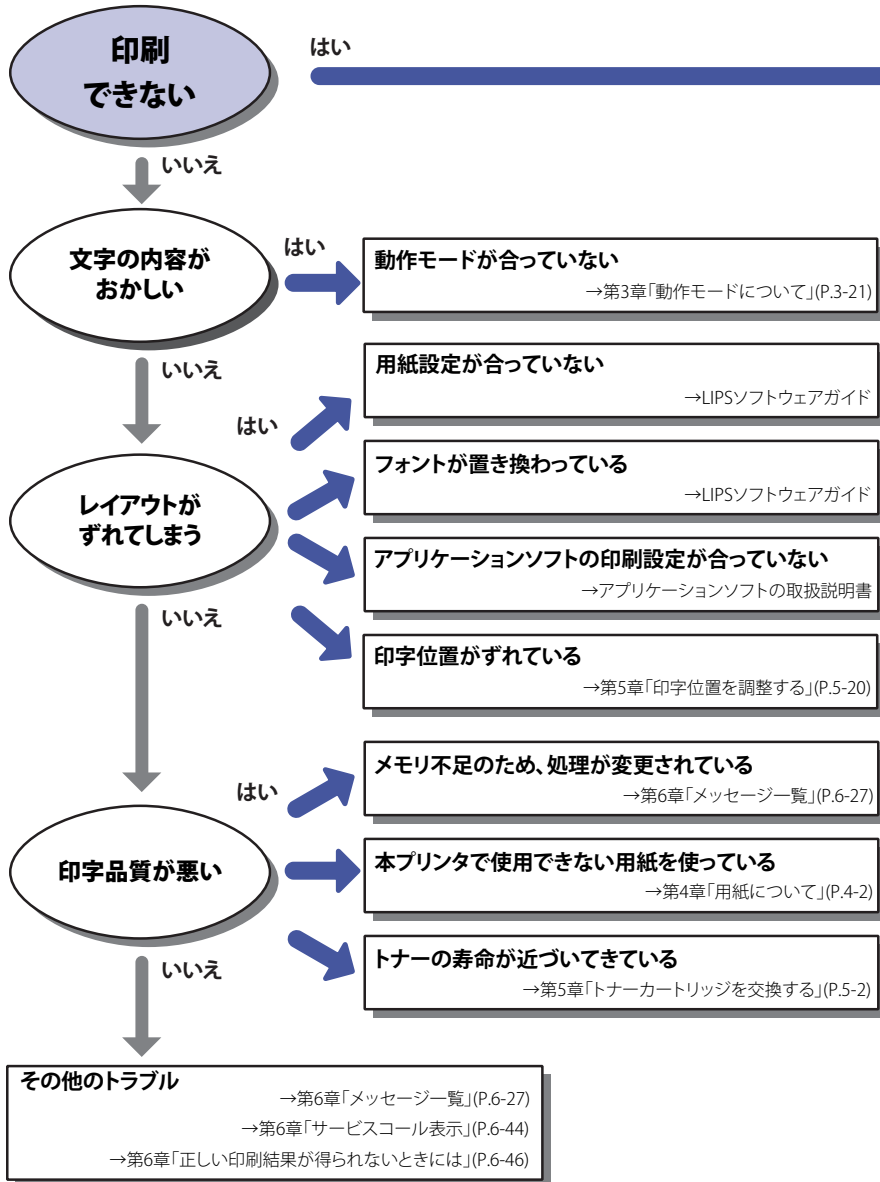 印刷
できない
はい
いいえ
文字の内容が
おかしい
はい
動作モードが合っていない
→第3章「動作モードについて」(P.3-21)
いいえ
レイアウトが
ずれてしまう
はい
用紙設定が合っていない
→LIPSソフトウェアガイド
フォントが置き換わっている
→LIPSソフトウェアガイド
アプリケーションソフトの印刷設定が合っていない
→アプリケーションソフトの取扱説明書
印字位置がずれている
→第5章「印字位置を調整する」(P.5-20)
いいえ
印字品質が悪い
はい
メモリ不足のため、処理が変更されている
→第6章「メッセージ一覧」(P.6-27)
本プリンタで使用できない用紙を使っている
→第4章「用紙について」(P.4-2)
トナーの寿命が近づいてきている
→第5章「トナーカートリッジを交換する」(P.5-2)
いいえ
その他のトラブル
→第6章「メッセージ一覧」(P.6-27)
→第6章「サービスコール表示」(P.6-44)
→第6章「正しい印刷結果が得られないときには」(P.6-46)